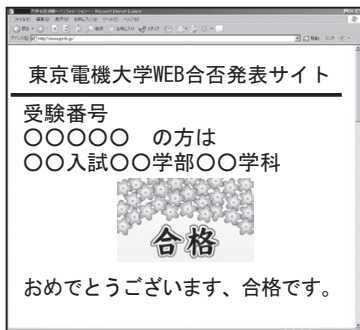 東京電機大学WEB合否発表サイト
受験番号
○○○○○　の方は
○○入試○○学部○○学科
合格
おめでとうございます、合格です。